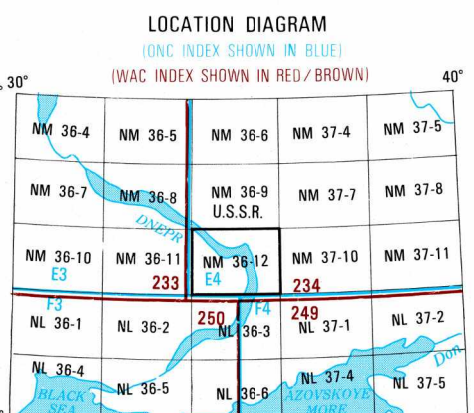 LOCATION DIAGRAM
(ONC INDEX SHOWN IN BLUE)
(WAC INDEX SHOWN IN RED/BROWN)
30° 40°
NM 36-4 NM 36-5 NM 36-6 NM 37-4 NM 37-5
NM 36-7 NM 36-8 NM 36-9 NM 37-7 NM 37-8
U.S.S.R.
DNEPR
NM 36-10 NM 36-11 NM 36-12 NM 37-10 NM 37-11
E3 233 E4 234
F3 250 F4 249
NL 36-1 NL 36-2 NL 36-3 NL 37-1 NL 37-2
Don
NL 36-4 NL 36-5 NL 36-6 NL 37-4 NL 37-5
BLACK SEA
AZOVSKOYE MORE